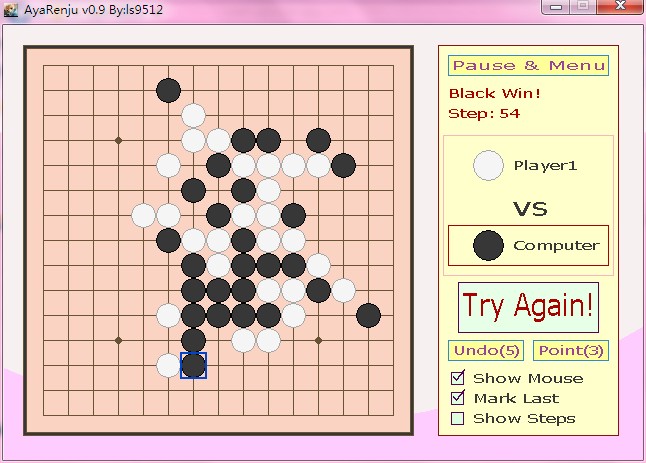 AyaRenju v0.9 By:ls9512
Pause & Menu
Black Win!
Step: 54
Player1
VS
Computer
Try Again!
Undo(5) Point(3)
Show Mouse
Mark Last
Show Steps